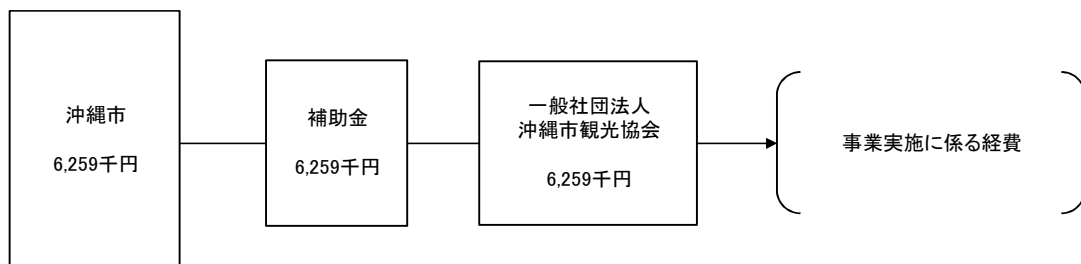 沖縄市
6,259千円
補助金
6,259千円
一般社団法人
沖縄市観光協会
6,259千円
事業実施に係る経費